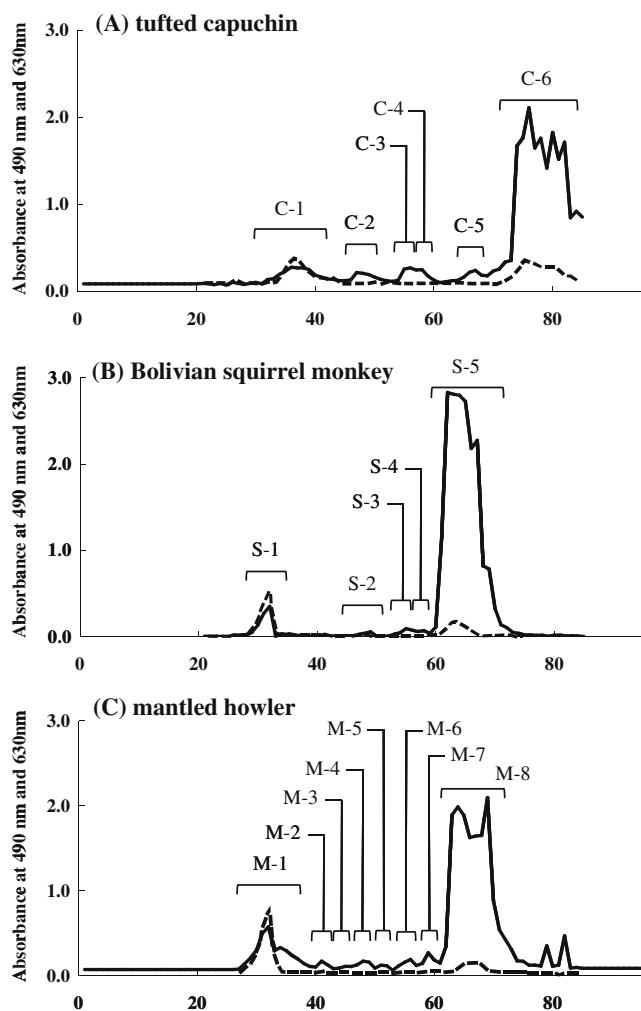 (A) tufted capuchin
Absorbance at 490 nm and 630nm
3.0
2.0
1.0
0.0
C-1
C-2
C-3
C-4
C-5
C-6
0
20
40
60
80
(B) Bolivian squirrel monkey
Absorbance at 490 nm and 630nm
3.0
2.0
1.0
0.0
S-1
S-2
S-3
S-4
S-5
0
20
40
60
80
(C) mantled howler
Absorbance at 490 nm and 630nm
3.0
2.0
1.0
0.0
M-1
M-2
M-3
M-4
M-5
M-6
M-7
M-8
0
20
40
60
80